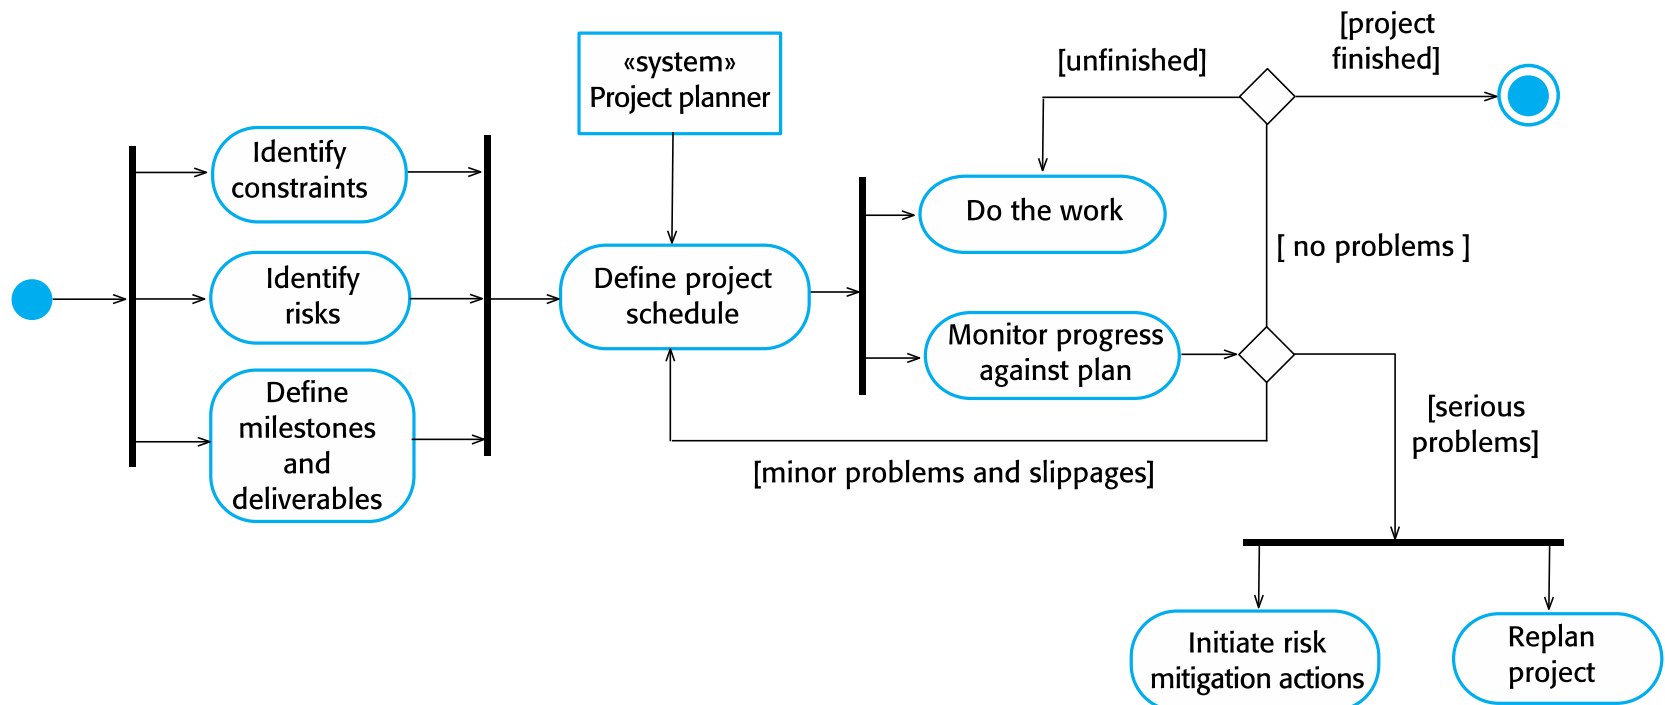 Identify
constraints
Identify
risks
Define
milestones
and
deliverables
«system»
Project planner
Define project
schedule
[unfinished]
[project
finished]
Do the work
[ no problems ]
Monitor progress
against plan
[serious
problems]
[minor problems and slippages]
Initiate risk
mitigation actions
Replan
project